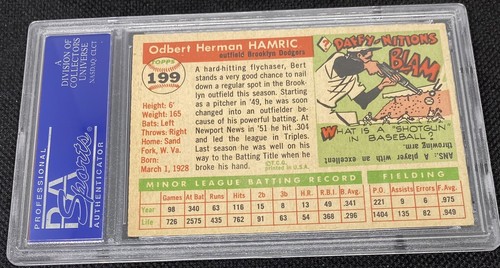 PROFESSIONAL
PSA
Sports
AUTHENTICATOR
A
DIVISION OF
COLLECTORS
UNIVERSE
NASDAQ: CLCT
Odbert Herman HAMRIC
outfield Brooklyn Dodgers
TOPPS
199
Height: 6'
Weight: 165
Bats: Left
Throws: Right
Home: Sand
Fork, W. Va.
Born:
March 1, 1928
A hard-hitting flychaser, Bert
stands a very good chance to nail
down a regular spot in the Brook-
lyn outfield this season. Starting
as a pitcher in '49, he was soon
changed into an outfielder be-
cause of his powerful batting. At
Newport News in '51 he hit .304
and led the league in Triples.
Last season he was well on his
way to the Batting Title when he
broke his hand.
© T.C.G. PRINTED IN U.S.A.
? DAFFY-NITIONS
BLAM
WHAT IS A "SHOTGUN"
IN BASEBALL?
ANS. A player with an excellent
throwing arm
MINOR LEAGUE BATTING RECORD FIELDING
Games At Bat Runs Hits 2b 3b H.R. R.B.I. B.Av. P.O. Assists Errors F.Av.
Year 98 340 63 116 15 8 13 49 .341 221 9 6 .975
Life 726 2575 435 791 91 63 54 337 .307 1404 135 82 .949